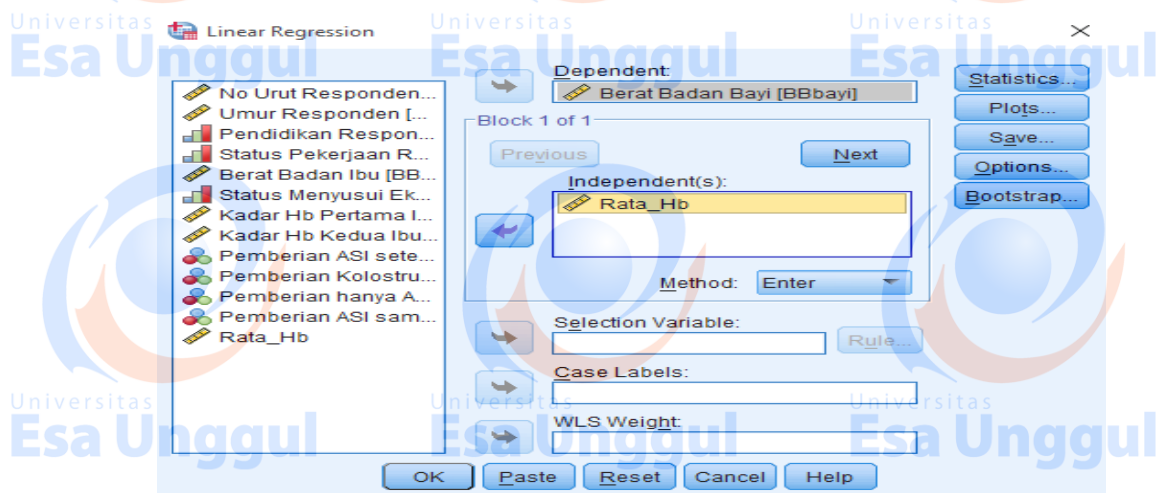 Universitas Universitas Universitas
Esa Unggul Esa Unggul Esa Unggul
Linear Regression
No Urut Responden...
Umur Responden [...
Pendidikan Respon...
Status Pekerjaan R...
Berat Badan Ibu [BB...
Status Menyusui Ek...
Kadar Hb Pertama I...
Kadar Hb Kedua Ibu...
Pemberian ASI sete...
Pemberian Kolostru...
Pemberian hanya A...
Pemberian ASI sam...
Rata_Hb
Dependent:
Berat Badan Bayi [BBbayi]
Block 1 of 1
Previous
Next
Independent(s):
Rata_Hb
Method: Enter
Selection Variable:
Rule...
Case Labels:
WLS Weight:
Statistics...
Plots...
Save...
Options...
Bootstrap...
Universitas Universitas Universitas
Esa Unggul Esa Unggul Esa Unggul
OK Paste Reset Cancel Help